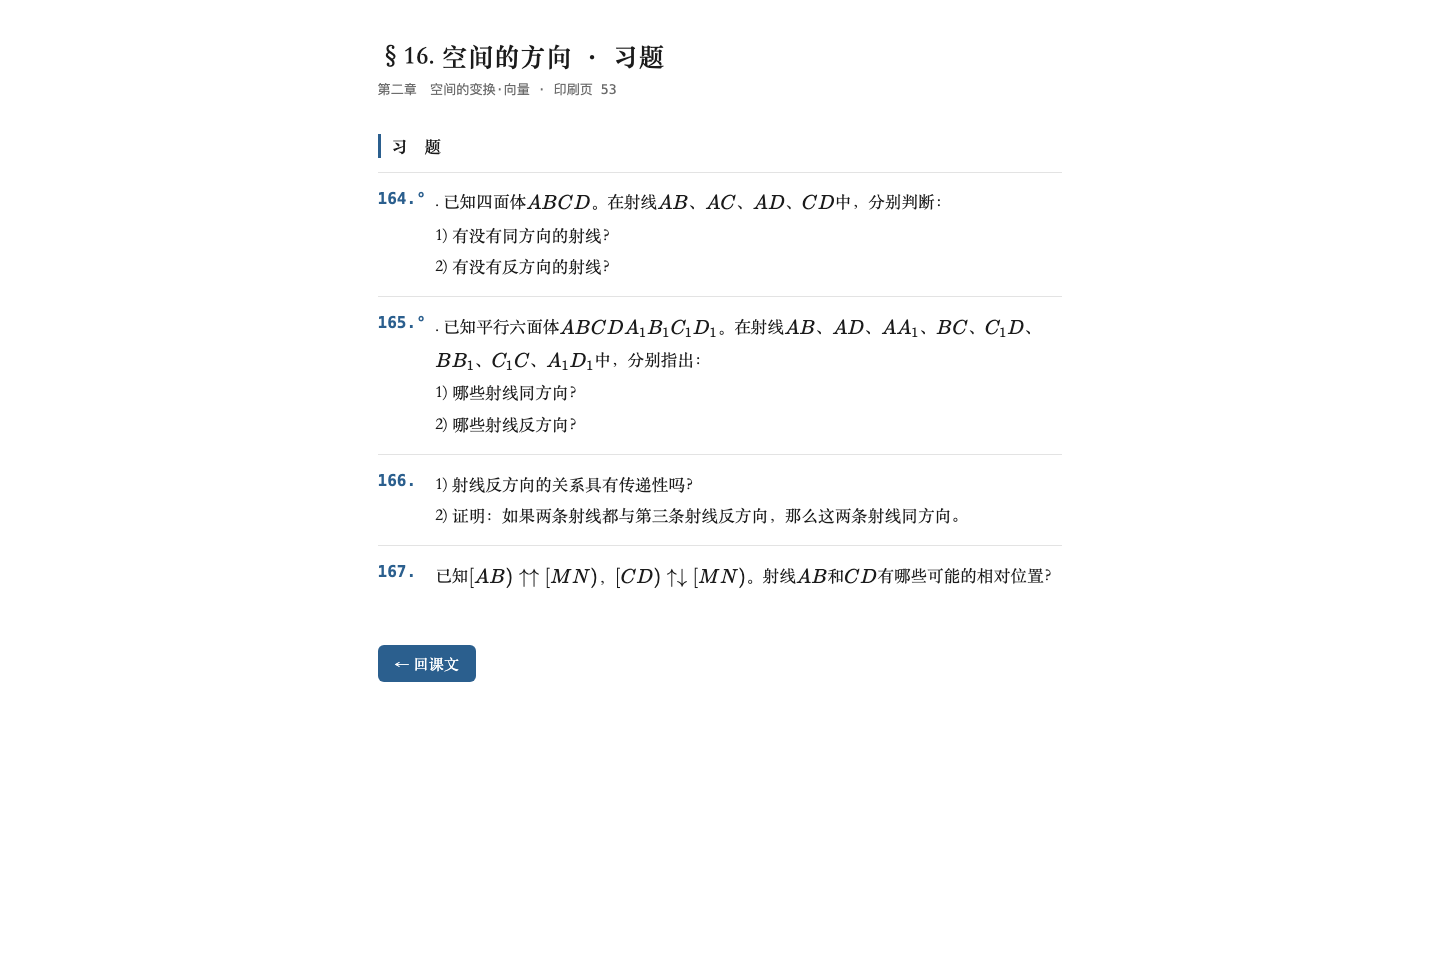 § 16. 空间的方向 · 习题
第二章 空间的变换·向量 · 印刷页 53
习 题
164.° . 已知四面体ABCD。在射线AB、AC、AD、CD中，分别判断：
1) 有没有同方向的射线?
2) 有没有反方向的射线?
165.° . 已知平行六面体ABCDA₁B₁C₁D₁。在射线AB、AD、AA₁、BC、C₁D、
BB₁、C₁C、A₁D₁中，分别指出：
1) 哪些射线同方向?
2) 哪些射线反方向?
166. 1) 射线反方向的关系具有传递性吗?
2) 证明：如果两条射线都与第三条射线反方向，那么这两条射线同方向。
167. 已知[AB) ↑↑ [MN)，[CD) ↑↓ [MN)。射线AB和CD有哪些可能的相对位置?
← 回课文